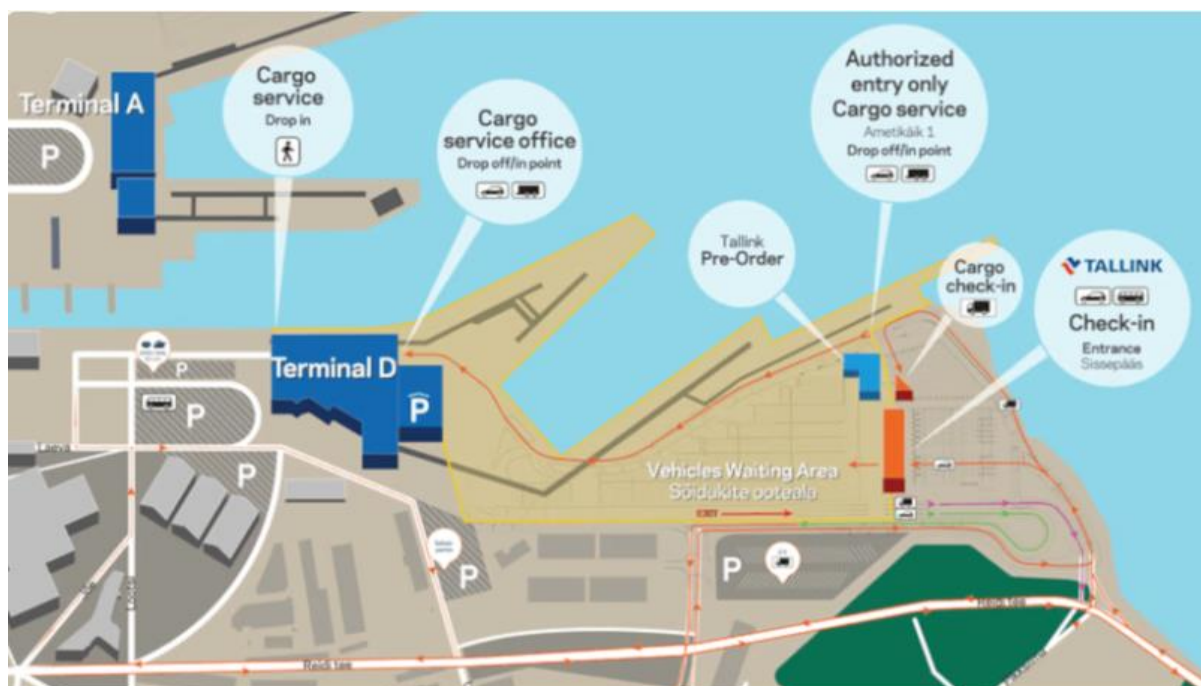 Terminal A
P
Cargo
service
Drop in
Cargo
service office
Drop off/in point
Authorized
entry only
Cargo service
Ametikäik 1
Drop off/in point
Tallink
Pre-Order
Cargo
check-in
TALLINK
Check-in
Entrance
Sissepääs
Terminal D
P
P
P
P
Vehicles Waiting Area
Sõidukite ooteala
EXIT
P
P
Laeva
Lootsi
Reidi tee
Reidi tee